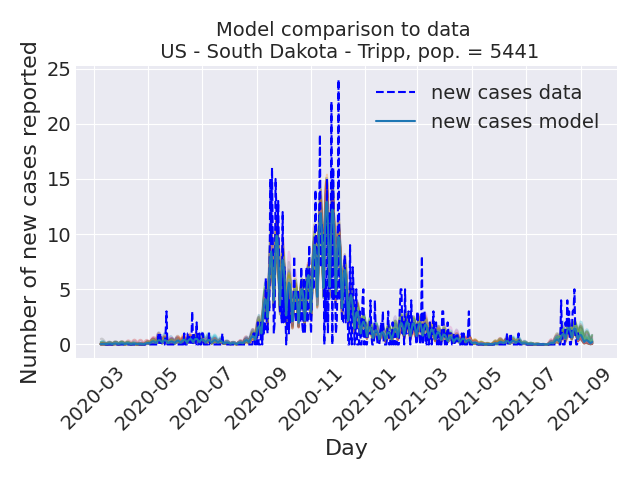 Model comparison to data
US - South Dakota - Tripp, pop. = 5441
Number of new cases reported
25
20
15
10
5
0
new cases data
new cases model
2020-03
2020-05
2020-07
2020-09
2020-11
2021-01
2021-03
2021-05
2021-07
2021-09
Day